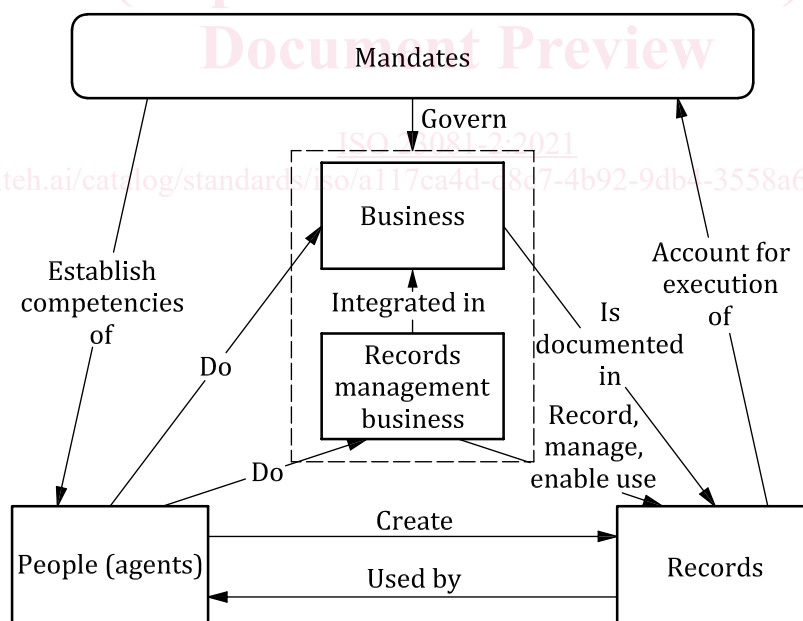 Document Preview
Mandates
Govern
ISO 23081-2:2021
Business
Establish
competencies
of
Account for
execution
of
Integrated in
Is
documented
in
Do
Records
management
business
Record,
manage,
enable use
Do
Create
People (agents)
Records
Used by